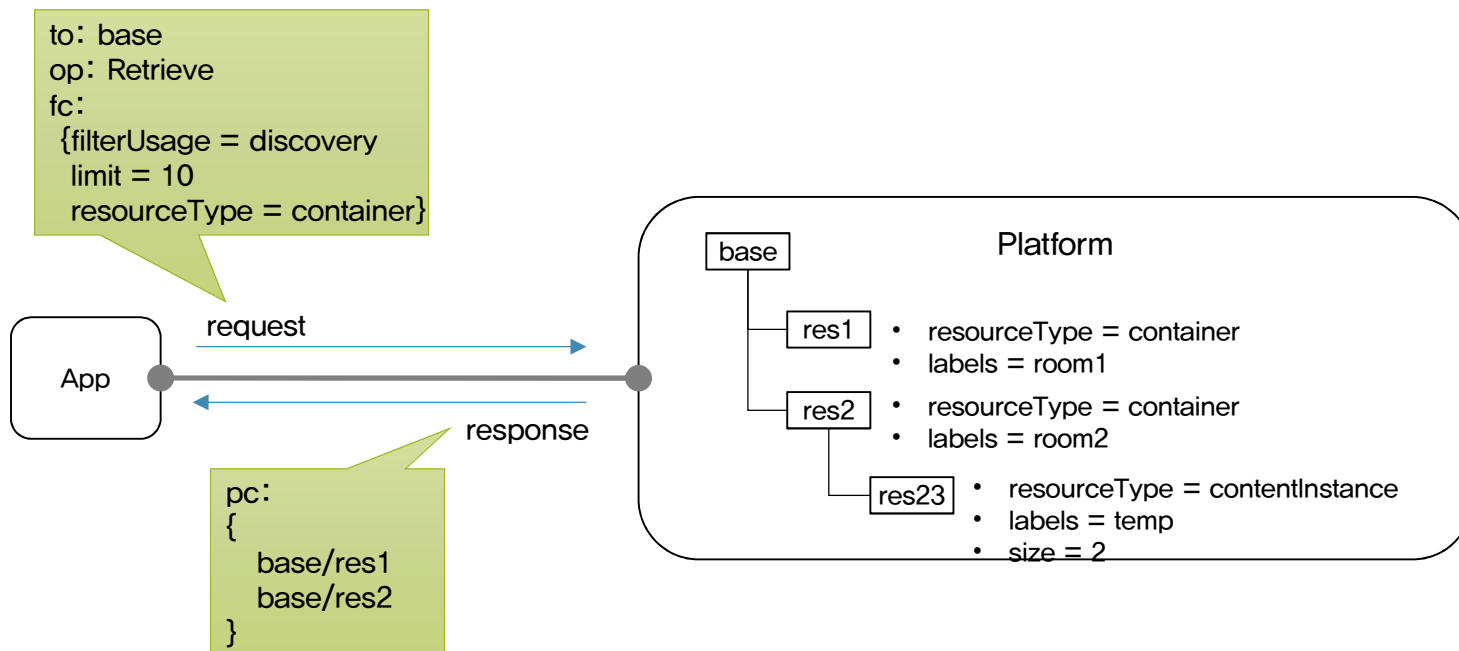 to: base
op: Retrieve
fc:
{filterUsage = discovery
limit = 10
resourceType = container}
Platform
base
request
res1
• resourceType = container
• labels = room1
App
res2
• resourceType = container
• labels = room2
response
res23
• resourceType = contentInstance
• labels = temp
• size = 2
pc:
{
base/res1
base/res2
}